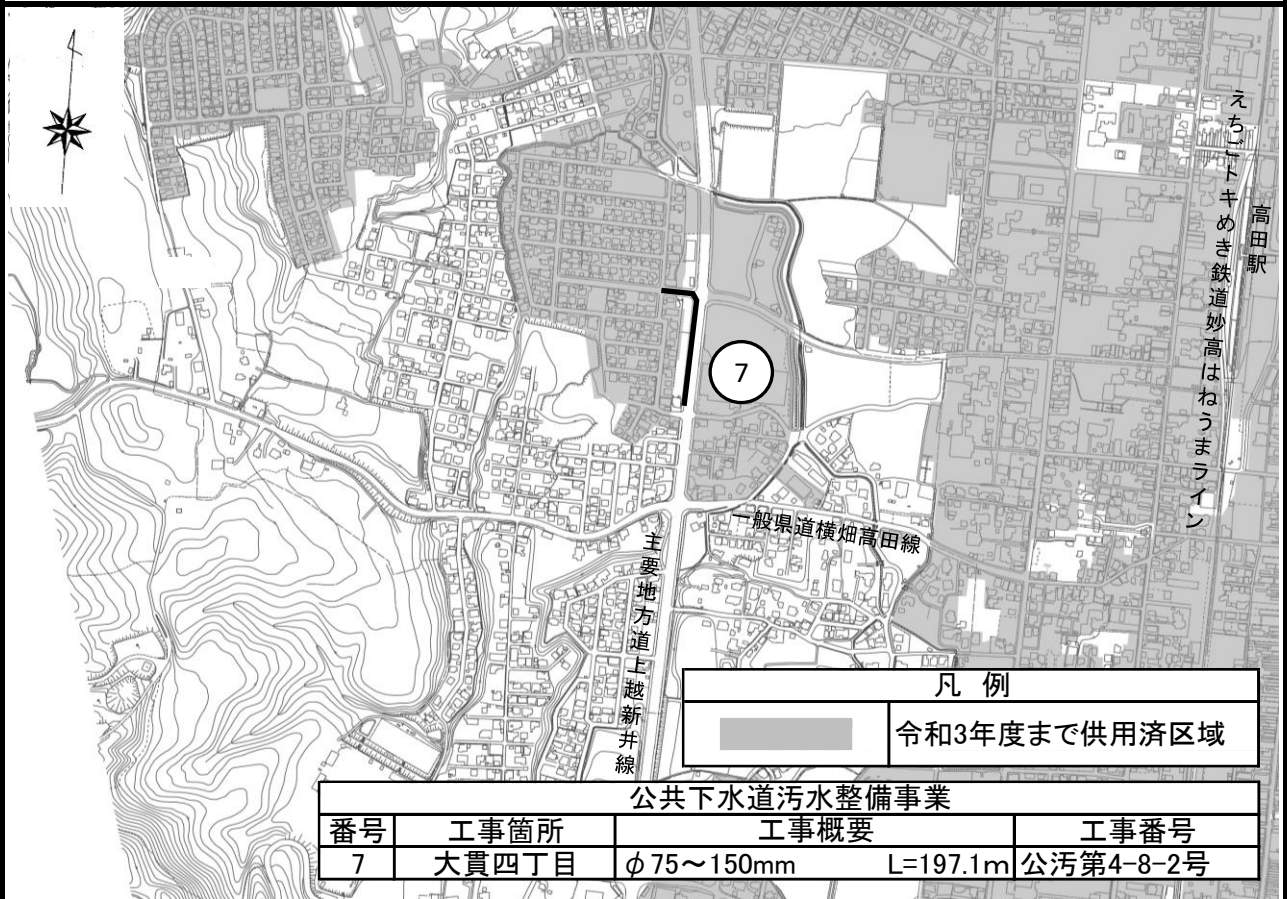 えちごトキめき鉄道妙高はねうまライン
高田駅
7
一般県道横畑高田線
主要地方道上越新井線
凡 例
令和3年度まで供用済区域
公共下水道汚水整備事業
番号 工事箇所 工事概要 工事番号
7 大貫四丁目 φ75～150mm L=197.1m 公汚第4-8-2号